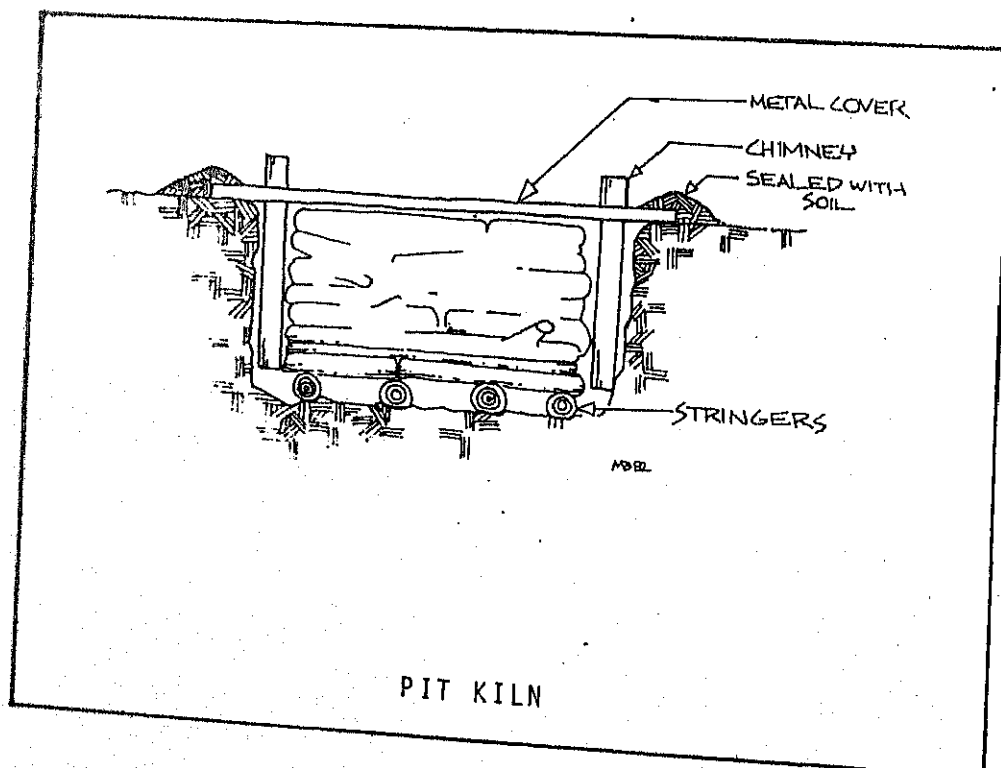 METAL COVER
CHIMNEY
SEALED WITH
SOIL
STRINGERS
PIT KILN